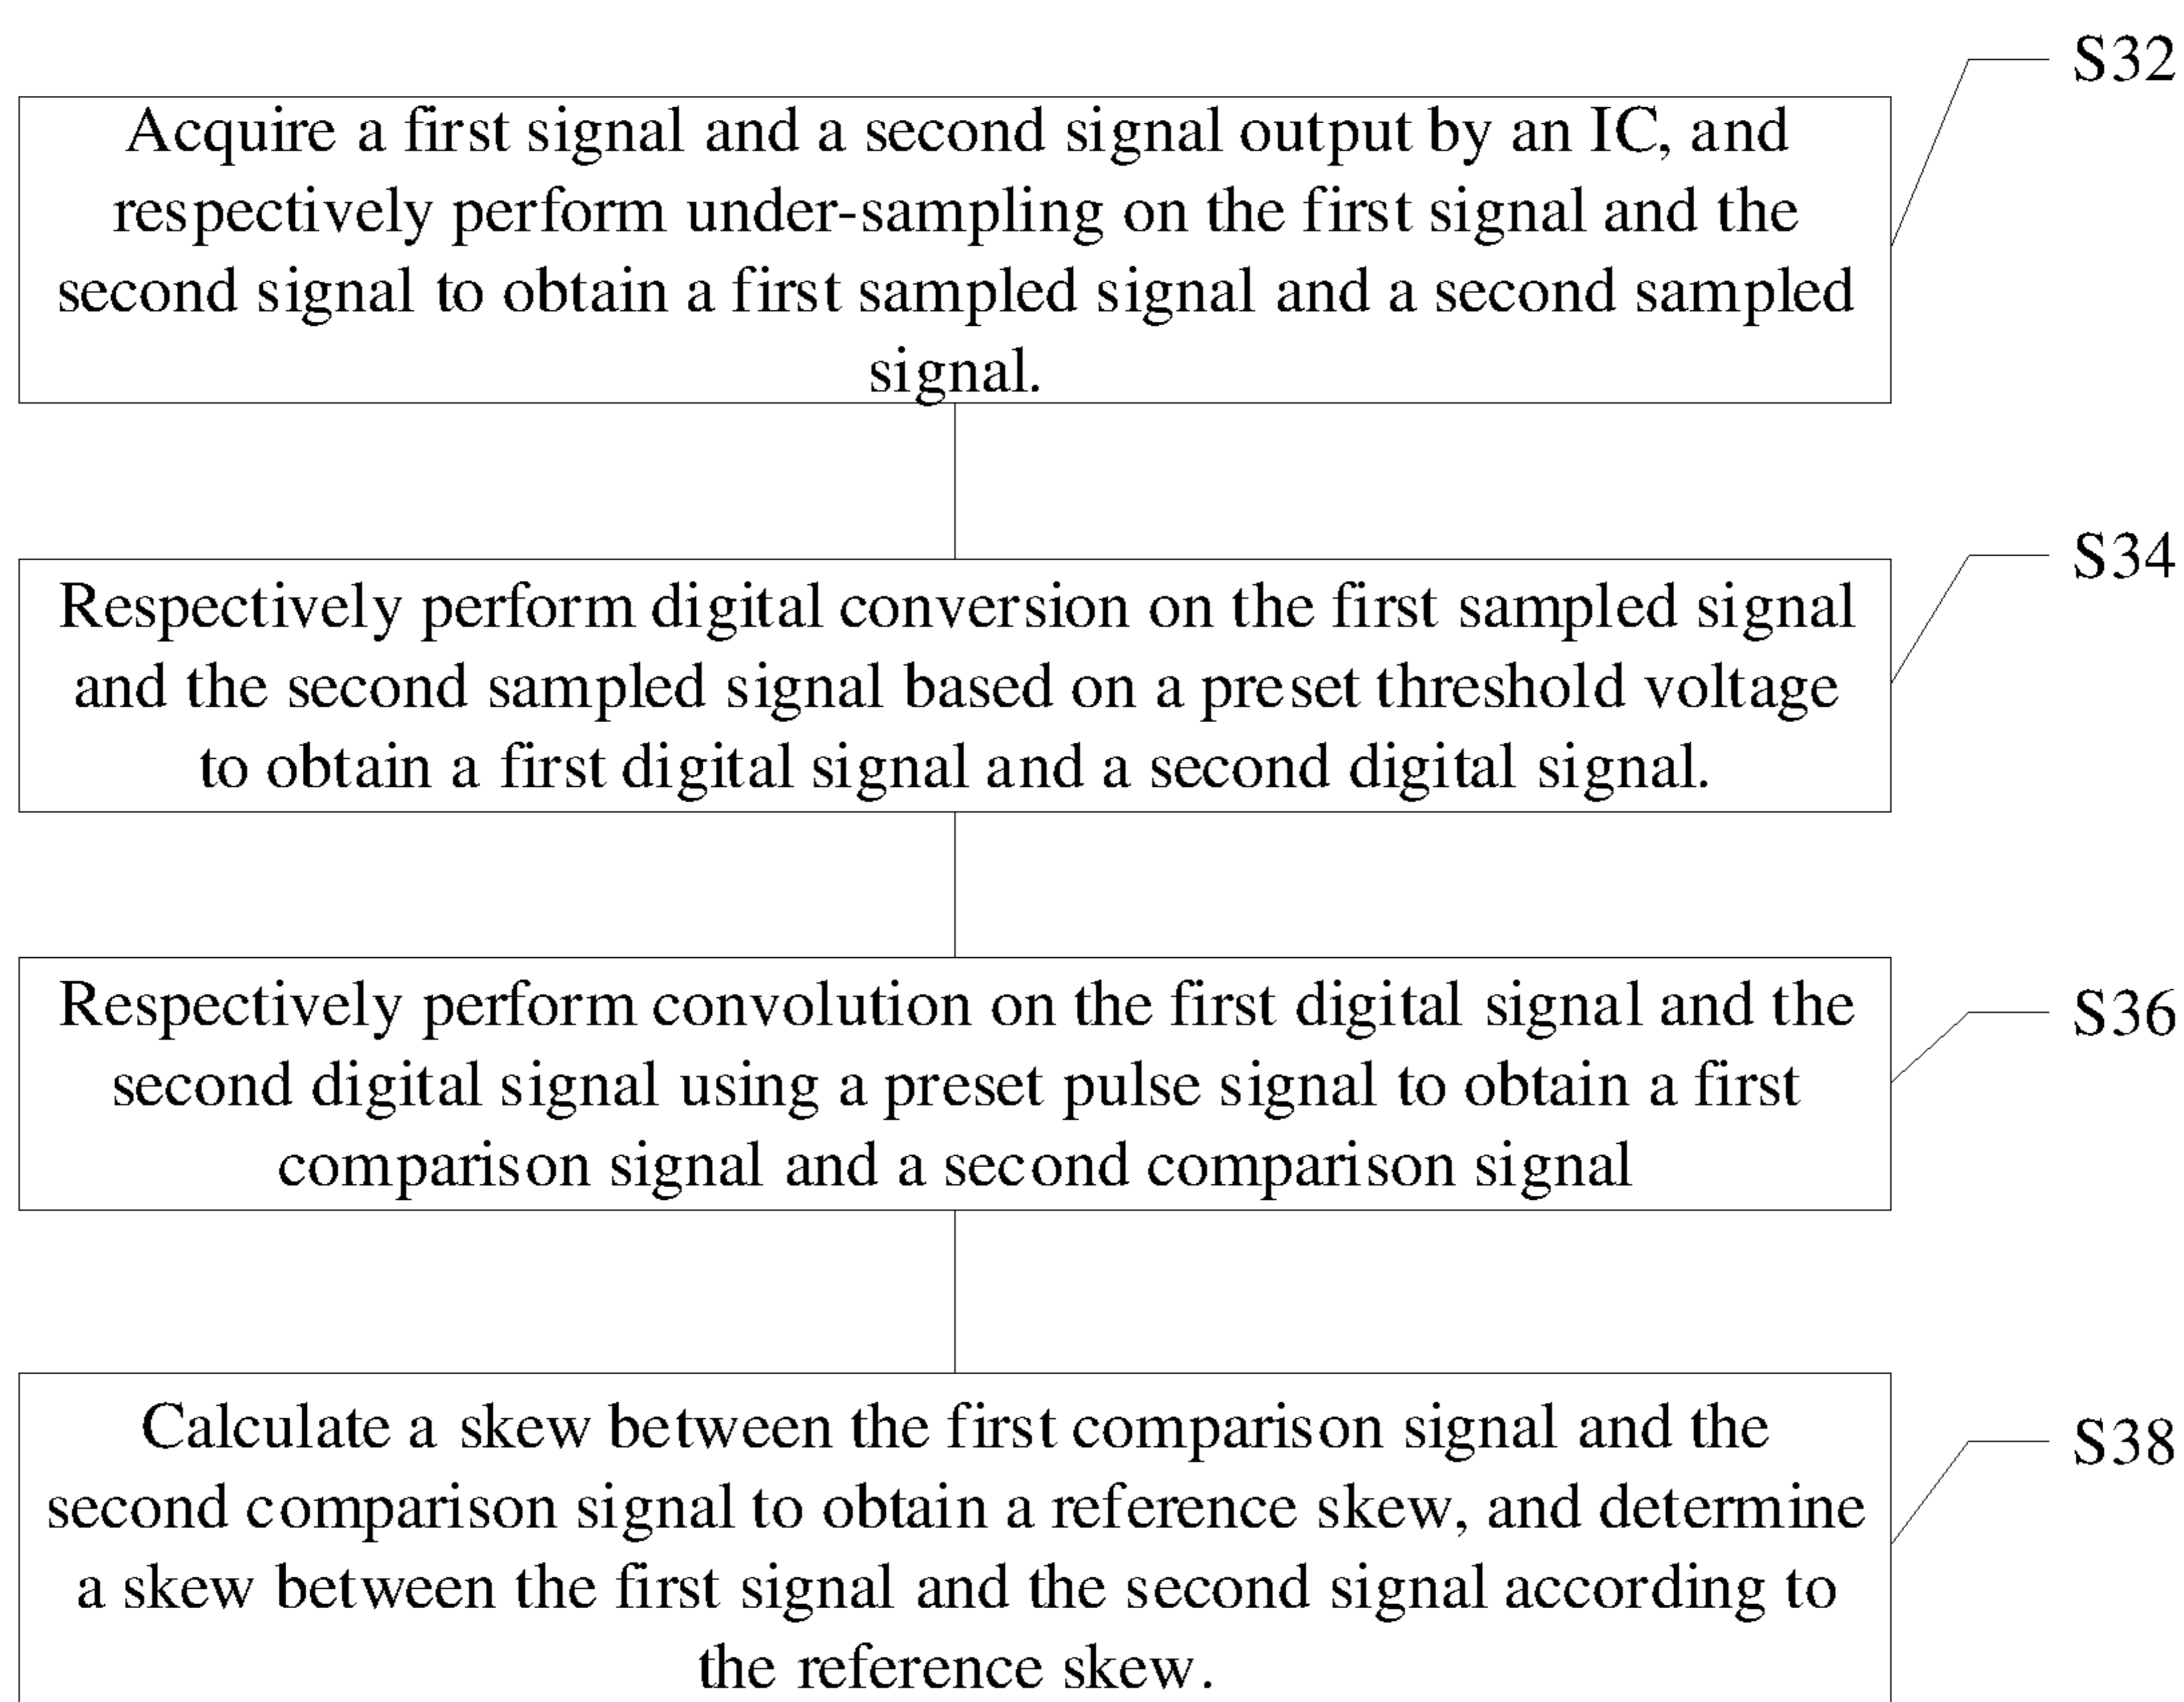 S32
Acquire a first signal and a second signal output by an IC, and
respectively perform under-sampling on the first signal and the
second signal to obtain a first sampled signal and a second sampled
signal.
S34
Respectively perform digital conversion on the first sampled signal
and the second sampled signal based on a preset threshold voltage
to obtain a first digital signal and a second digital signal.
S36
Respectively perform convolution on the first digital signal and the
second digital signal using a preset pulse signal to obtain a first
comparison signal and a second comparison signal
S38
Calculate a skew between the first comparison signal and the
second comparison signal to obtain a reference skew, and determine
a skew between the first signal and the second signal according to
the reference skew.